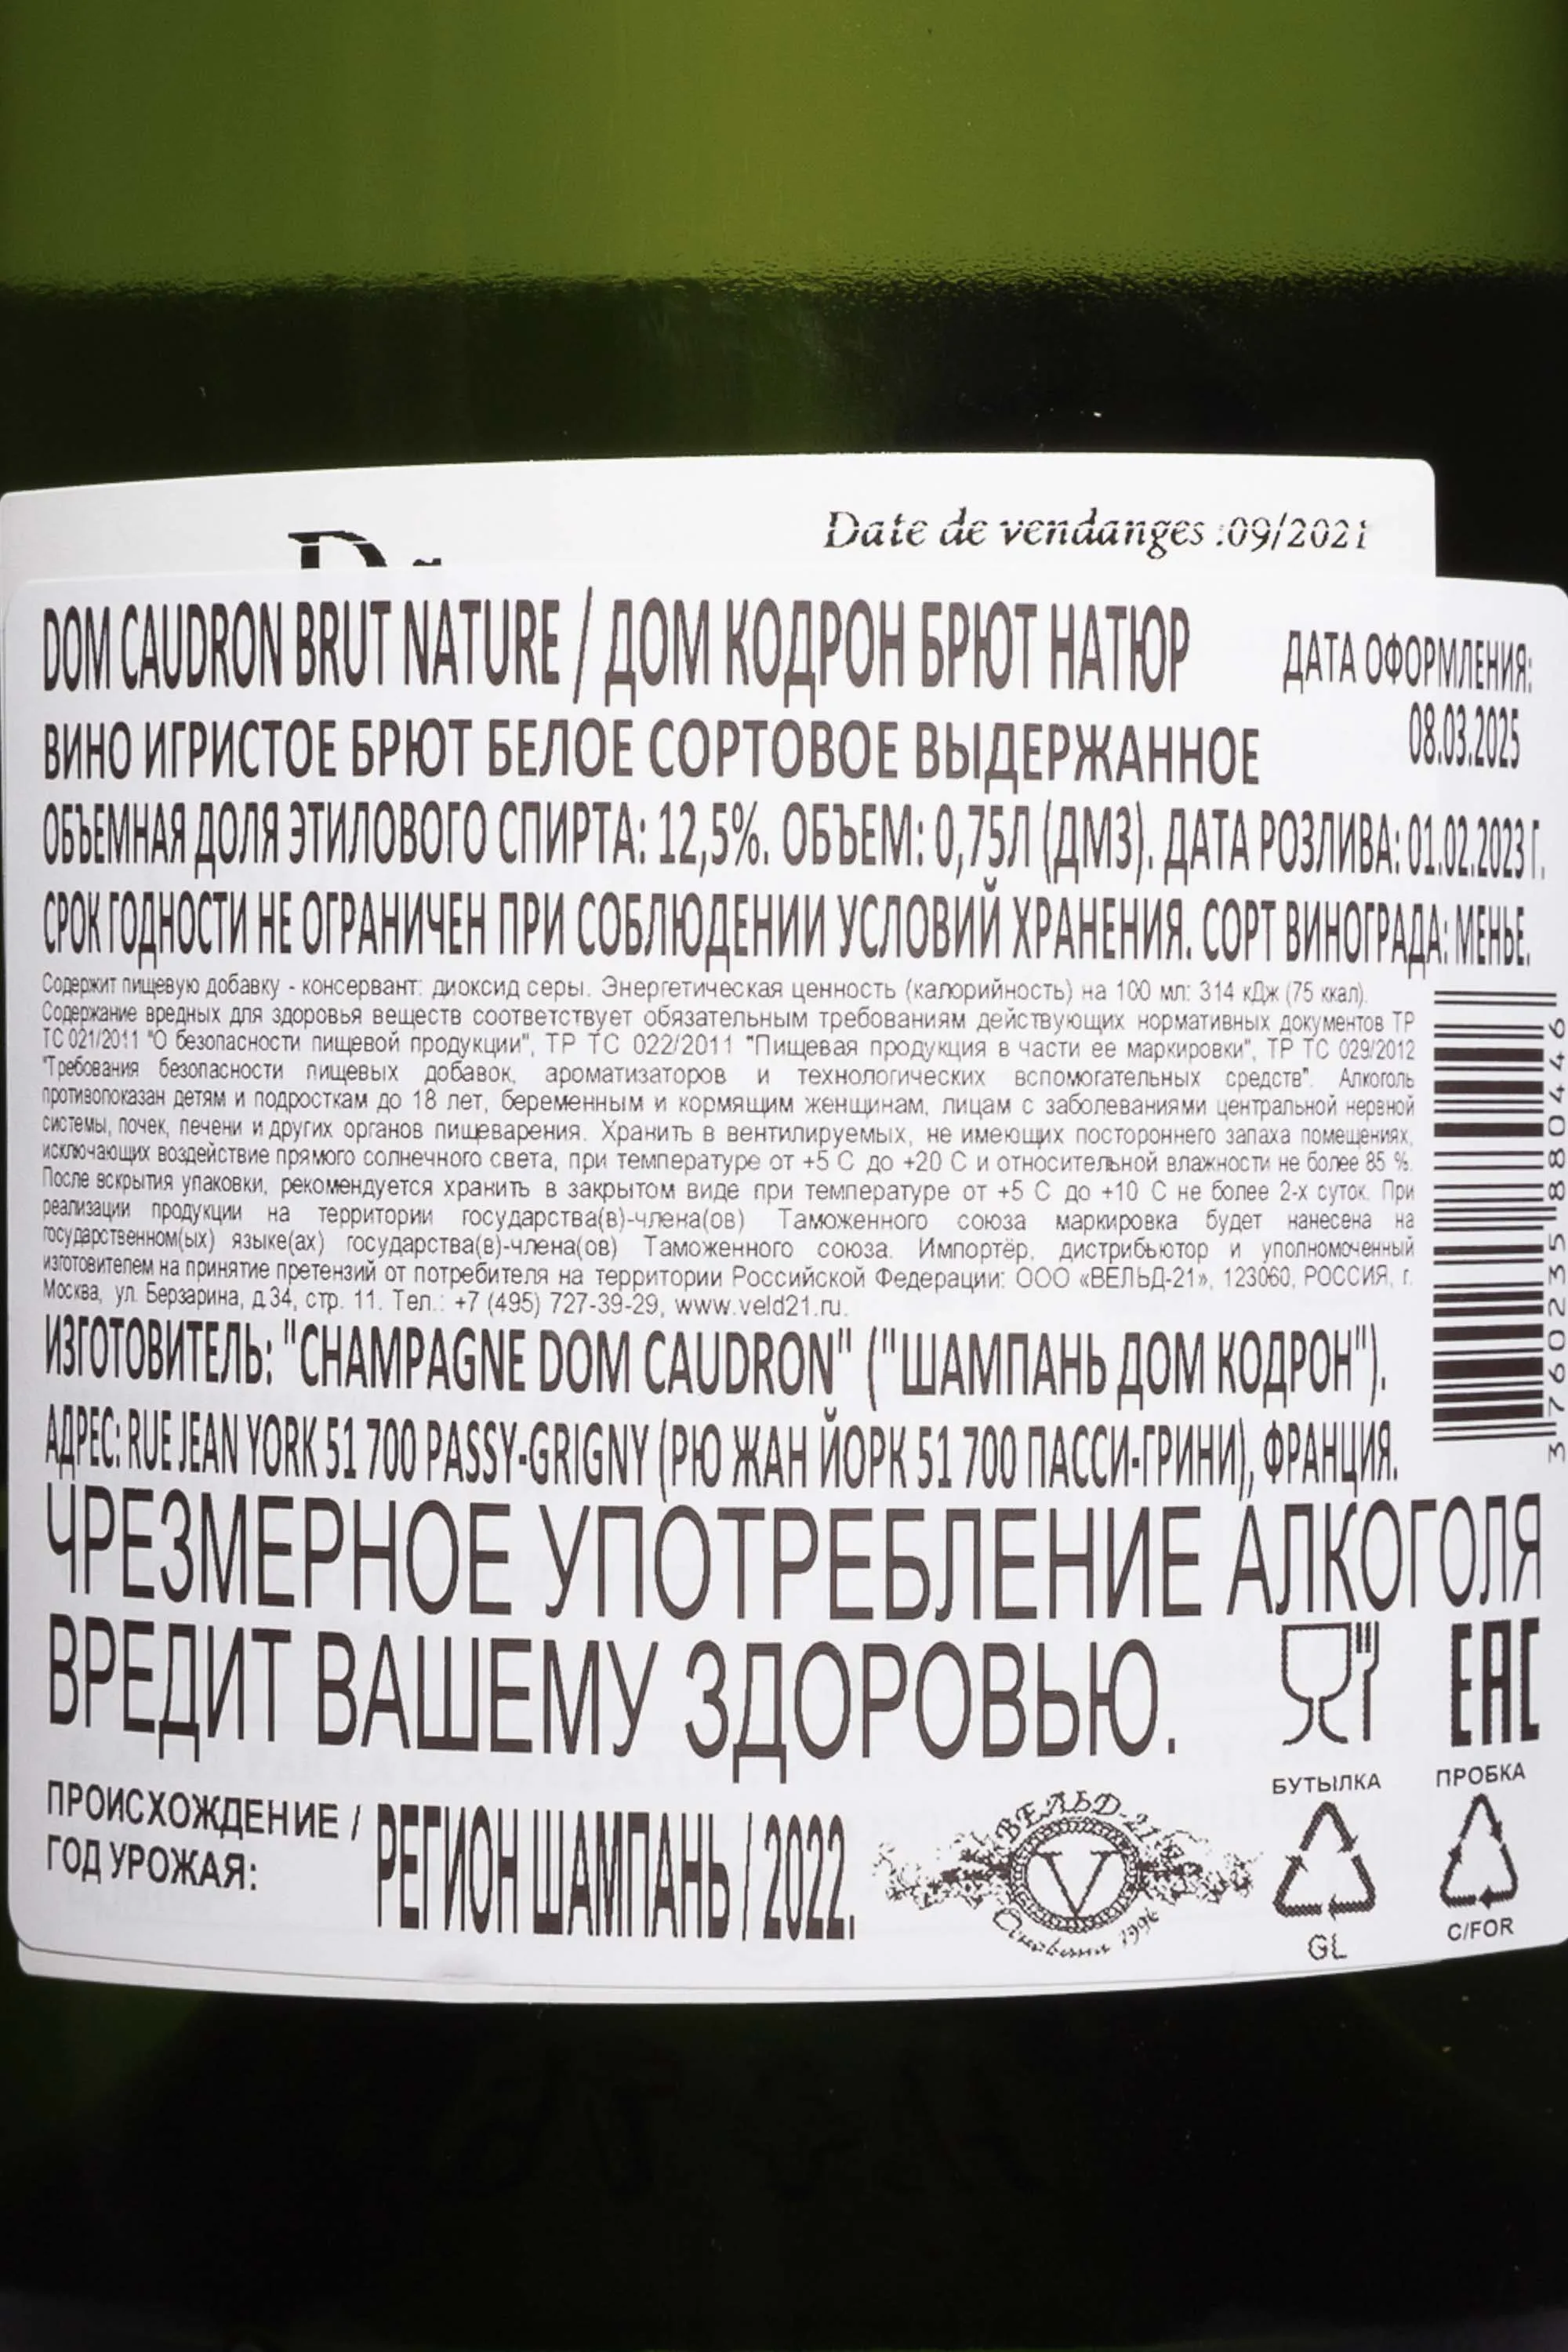 Date de vendanges :09/2021
DOM CAUDRON BRUT NATURE / ДОМ КОДРОН БРЮТ НАТЮР
ДАТА ОФОРМЛЕНИЯ:
08.03.2025
ВИНО ИГРИСТОЕ БРЮТ БЕЛОЕ СОРТОВОЕ ВЫДЕРЖАННОЕ
ОБЪЕМНАЯ ДОЛЯ ЭТИЛОВОГО СПИРТА: 12,5%. ОБЪЕМ: 0,75Л (ДМ3). ДАТА РОЗЛИВА: 01.02.2023 Г.
СРОК ГОДНОСТИ НЕ ОГРАНИЧЕН ПРИ СОБЛЮДЕНИИ УСЛОВИЙ ХРАНЕНИЯ. СОРТ ВИНОГРАДА: МЕНЬЕ.
Содержит пищевую добавку - консервант: диоксид серы. Энергетическая ценность (калорийность) на 100 мл: 314 кДж (75 ккал).
Содержание вредных для здоровья веществ соответствует обязательным требованиям действующих нормативных документов ТР
ТС 021/2011 "О безопасности пищевой продукции", ТР ТС 022/2011 "Пищевая продукция в части ее маркировки", ТР ТС 029/2012
"Требования безопасности пищевых добавок, ароматизаторов и технологических вспомогательных средств". Алкоголь
противопоказан детям и подросткам до 18 лет, беременным и кормящим женщинам, лицам с заболеваниями центральной нервной
системы, почек, печени и других органов пищеварения. Хранить в вентилируемых, не имеющих постороннего запаха помещениях,
исключающих воздействие прямого солнечного света, при температуре от +5 С до +20 С и относительной влажности не более 85 %.
После вскрытия упаковки, рекомендуется хранить в закрытом виде при температуре от +5 С до +10 С не более 2-х суток. При
реализации продукции на территории государства(в)-члена(ов) Таможенного союза маркировка будет нанесена на
государственном(ых) языке(ах) государства(в)-члена(ов) Таможенного союза. Импортёр, дистрибьютор и уполномоченный
изготовителем на принятие претензий от потребителя на территории Российской Федерации: ООО «ВЕЛЬД-21», 123060, РОССИЯ, г.
Москва, ул. Берзарина, д.34, стр. 11. Тел.: +7 (495) 727-39-29, www.veld21.ru.
3760235880446
ИЗГОТОВИТЕЛЬ: "CHAMPAGNE DOM CAUDRON" ("ШАМПАНЬ ДОМ КОДРОН").
АДРЕС: RUE JEAN YORK 51 700 PASSY-GRIGNY (РЮ ЖАН ЙОРК 51 700 ПАССИ-ГРИНИ), ФРАНЦИЯ.
ЧРЕЗМЕРНОЕ УПОТРЕБЛЕНИЕ АЛКОГОЛЯ
ВРЕДИТ ВАШЕМУ ЗДОРОВЬЮ.
EAC
БУТЫЛКА
ПРОБКА
ПРОИСХОЖДЕНИЕ /
ГОД УРОЖАЯ:
РЕГИОН ШАМПАНЬ / 2022.
ВЕЛЬД-21
V
Основана 1996
GL
C/FOR